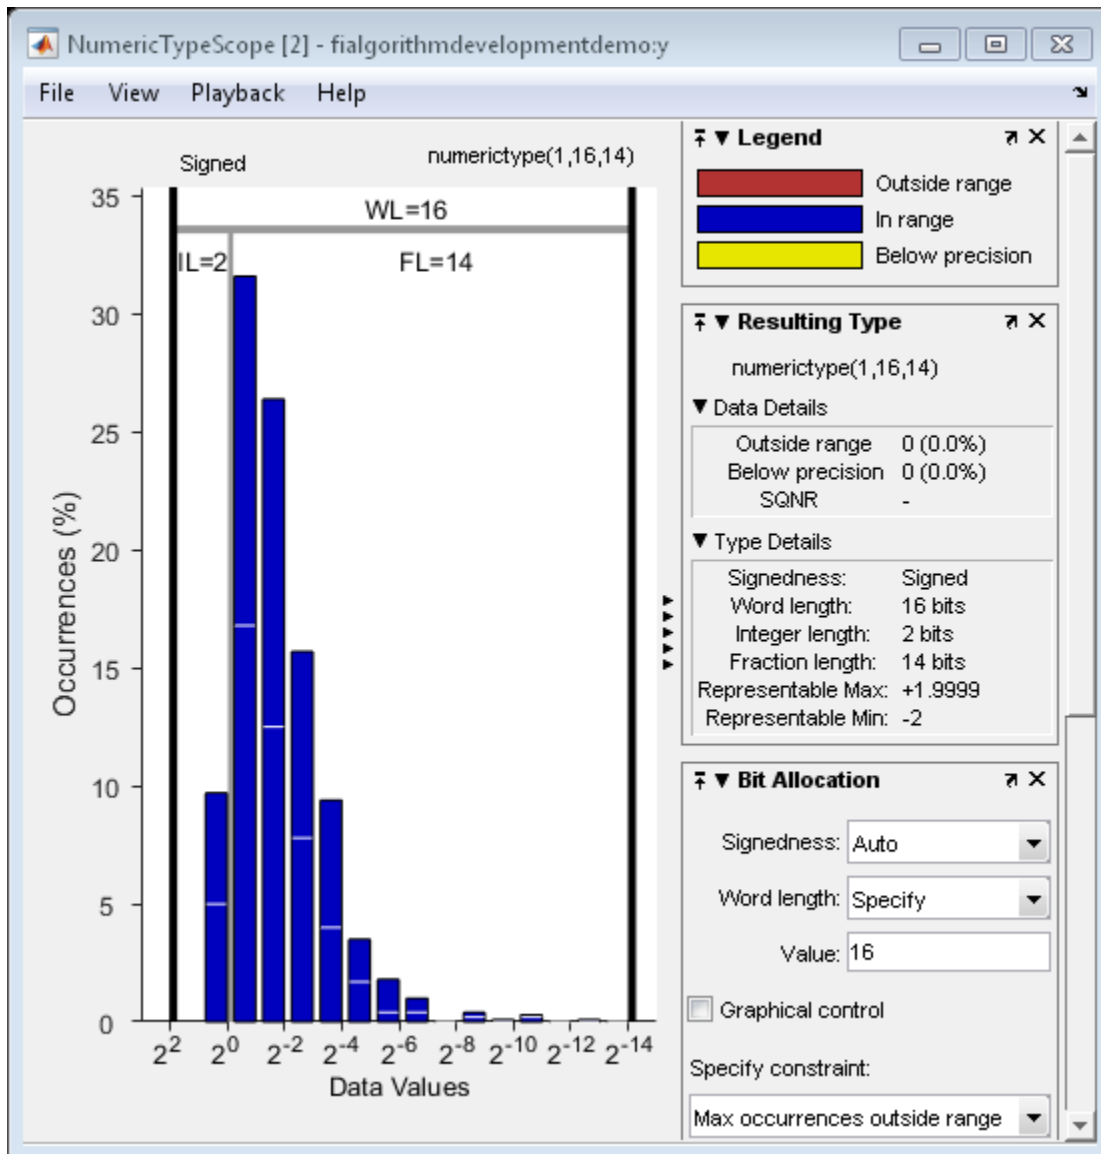 NumericTypeScope [2] - fialgorithmdevelopmentdemo:y
File View Playback Help
Signed numerictype(1,16,14)
WL=16
IL=2 FL=14
35
30
25
20
15
10
5
0
Occurrences (%)
2^2 2^0 2^-2 2^-4 2^-6 2^-8 2^-10 2^-12 2^-14
Data Values
Legend
Outside range
In range
Below precision
Resulting Type
numerictype(1,16,14)
Data Details
Outside range 0 (0.0%)
Below precision 0 (0.0%)
SQNR -
Type Details
Signedness: Signed
Word length: 16 bits
Integer length: 2 bits
Fraction length: 14 bits
Representable Max: +1.9999
Representable Min: -2
Bit Allocation
Signedness: Auto
Word length: Specify
Value: 16
Graphical control
Specify constraint:
Max occurrences outside range